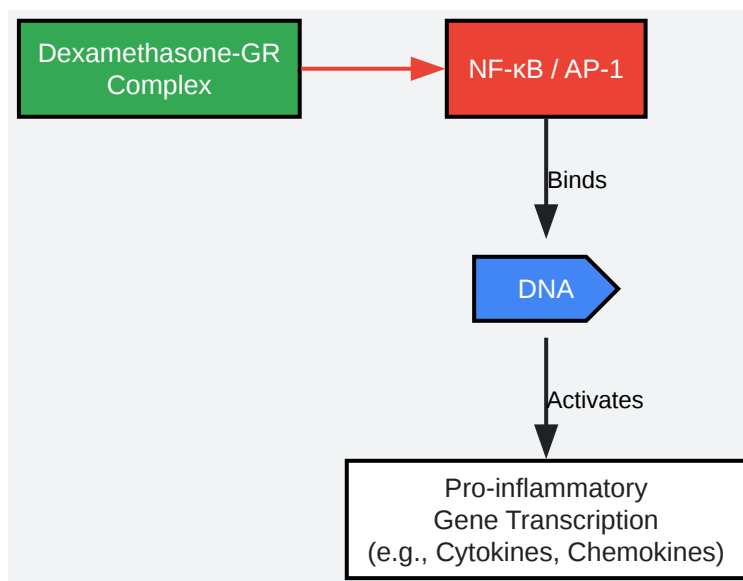 Dexamethasone-GR
Complex
NF-κB / AP-1
Binds
DNA
Activates
Pro-inflammatory
Gene Transcription
(e.g., Cytokines, Chemokines)